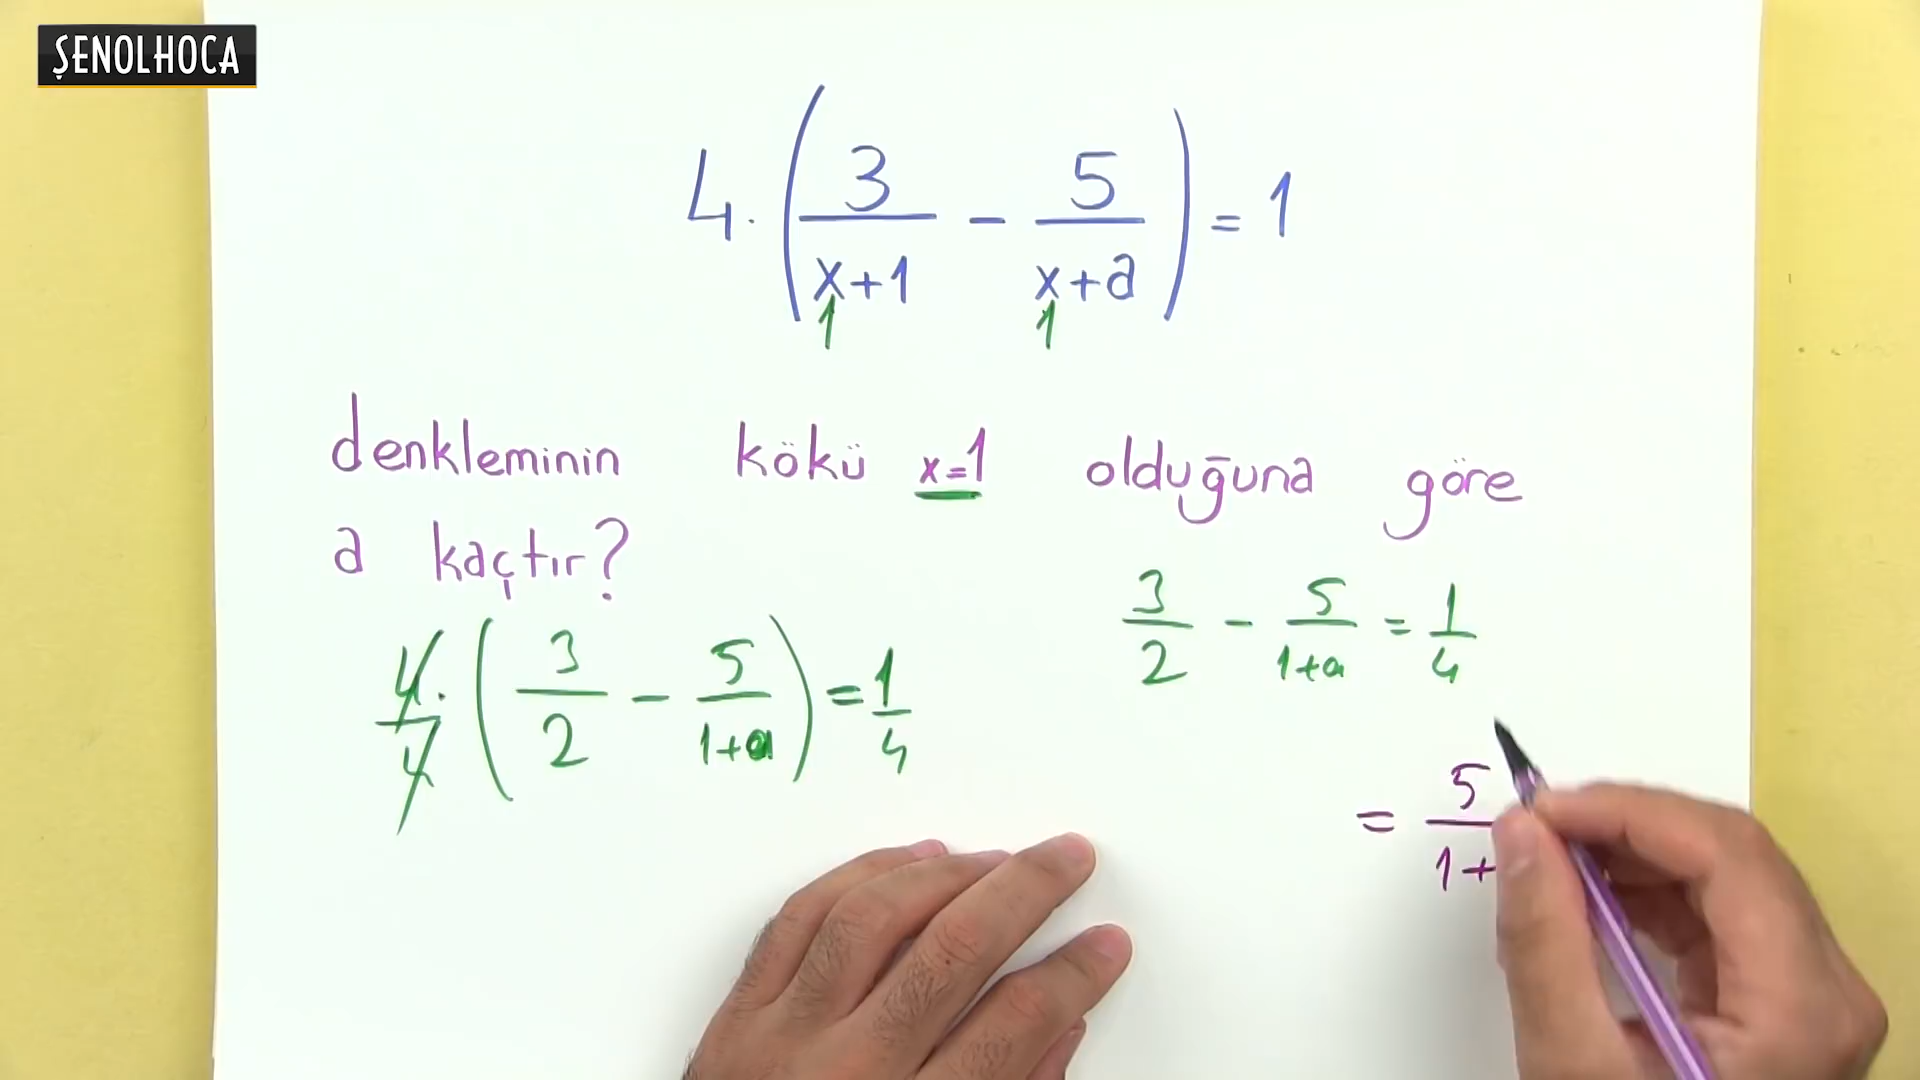 ŞENOLHOCA
4. ( 3/(x+1) - 5/(x+a) ) = 1
1 1
denkleminin kökü x=1 olduğuna göre
a kaçtır?
4/4 . ( 3/2 - 5/(1+a) ) = 1/4
3/2 - 5/(1+a) = 1/4
= 5/(1+